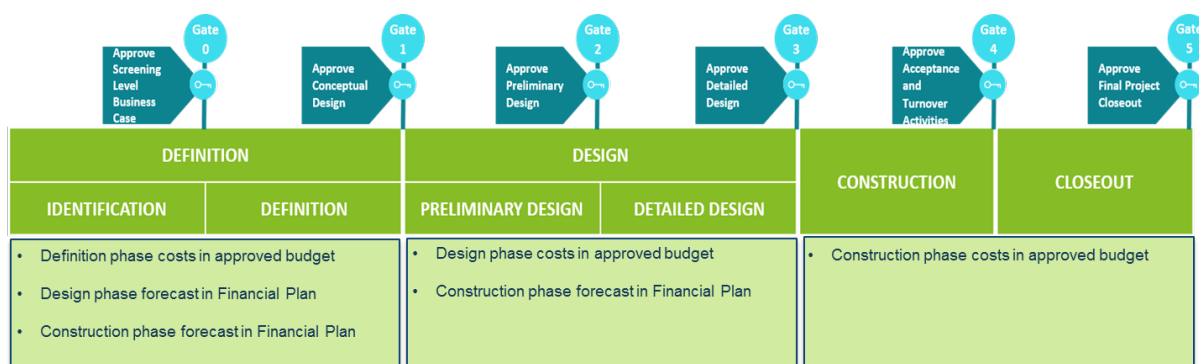 Gate
0
Approve
Screening
Level
Business
Case
Gate
1
Approve
Conceptual
Design
Gate
2
Approve
Preliminary
Design
Gate
3
Approve
Detailed
Design
Gate
4
Approve
Acceptance
and
Turnover
Activities
Gate
5
Approve
Final Project
Closeout
DEFINITION
DESIGN
CONSTRUCTION
CLOSEOUT
IDENTIFICATION
DEFINITION
PRELIMINARY DESIGN
DETAILED DESIGN
• Definition phase costs in approved budget
• Design phase forecast in Financial Plan
• Construction phase forecast in Financial Plan
• Design phase costs in approved budget
• Construction phase forecast in Financial Plan
• Construction phase costs in approved budget